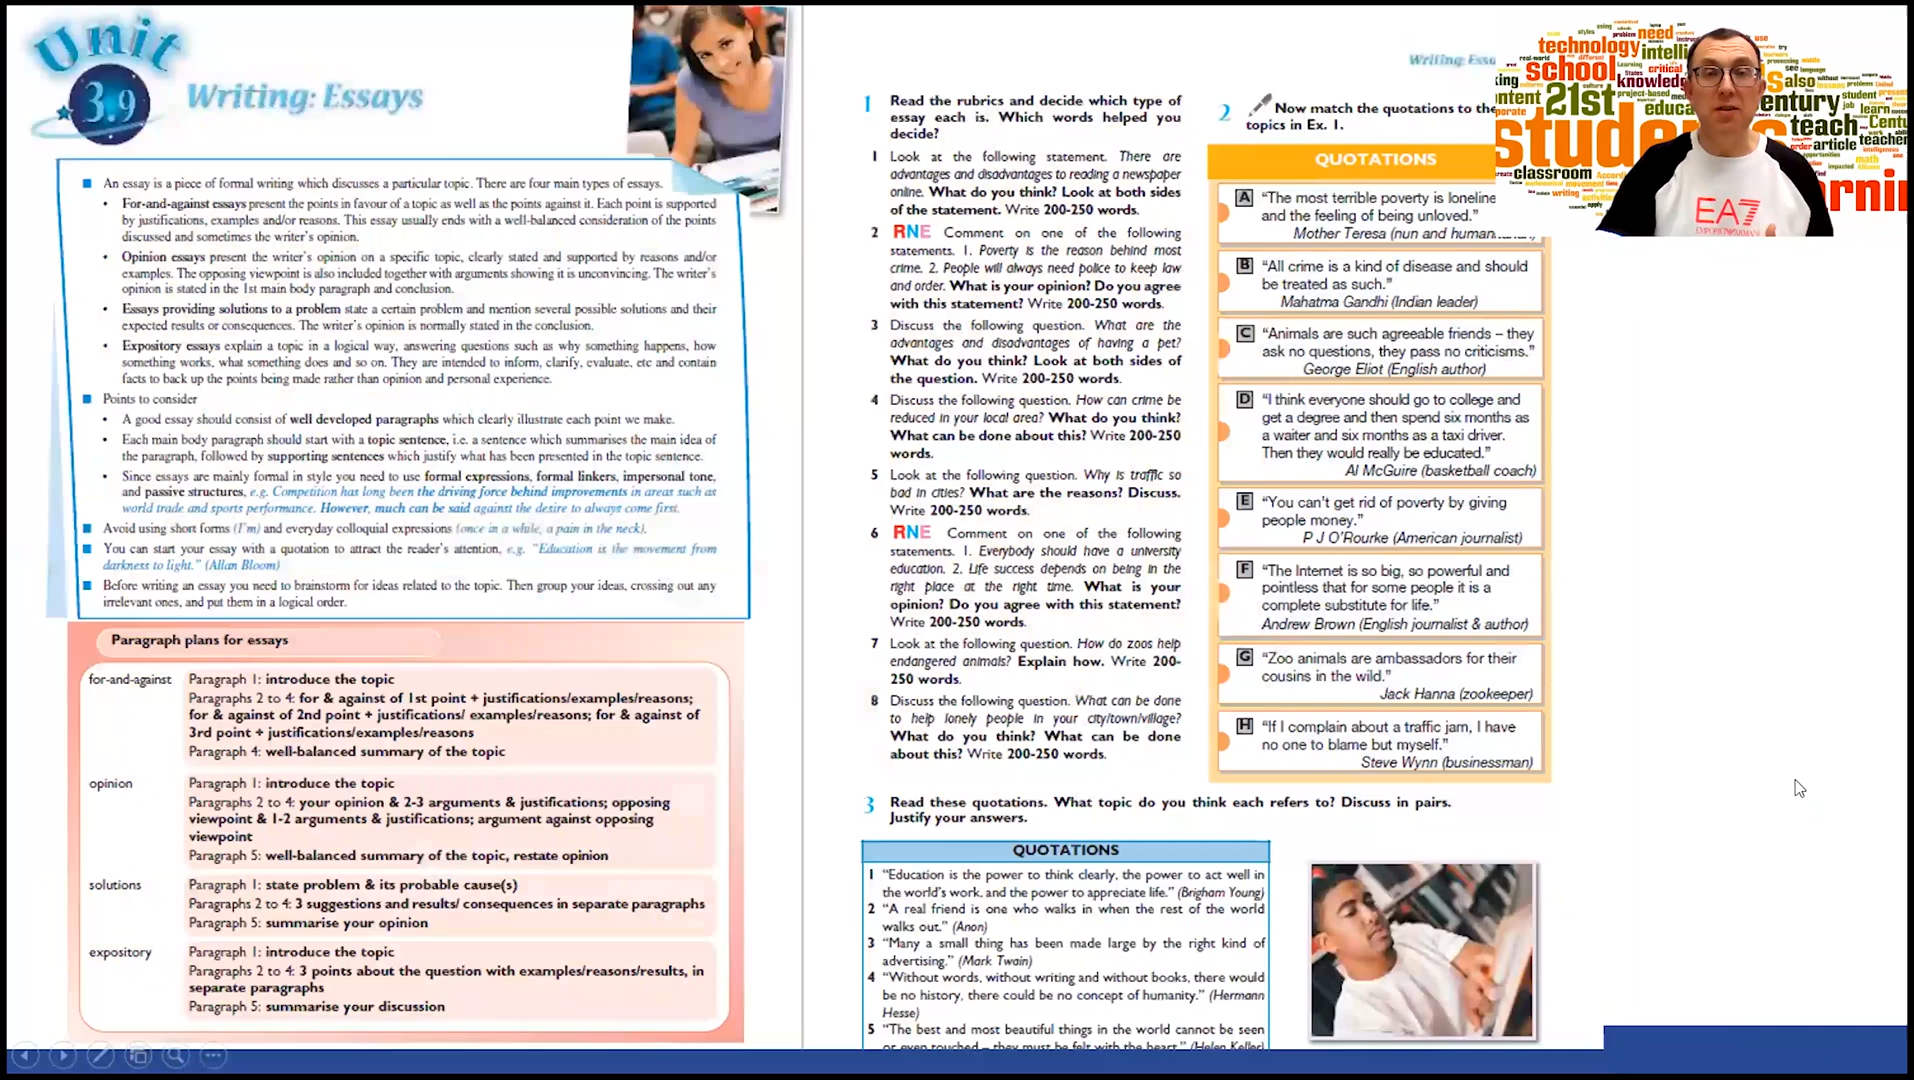 Unit
3.9
Writing: Essays
An essay is a piece of formal writing which discusses a particular topic. There are four main types of essays.
• For-and-against essays present the points in favour of a topic as well as the points against it. Each point is supported
by justifications, examples and/or reasons. This essay usually ends with a well-balanced consideration of the points
discussed and sometimes the writer's opinion.
• Opinion essays present the writer's opinion on a specific topic, clearly stated and supported by reasons and/or
examples. The opposing viewpoint is also included together with arguments showing it is unconvincing. The writer's
opinion is stated in the 1st main body paragraph and conclusion.
• Essays providing solutions to a problem state a certain problem and mention several possible solutions and their
expected results or consequences. The writer's opinion is normally stated in the conclusion.
• Expository essays explain a topic in a logical way, answering questions such as why something happens, how
something works, what something does and so on. They are intended to inform, clarify, evaluate, etc and contain
facts to back up the points being made rather than opinion and personal experience.
Points to consider
• A good essay should consist of well developed paragraphs which clearly illustrate each point we make.
• Each main body paragraph should start with a topic sentence, i.e. a sentence which summarises the main idea of
the paragraph, followed by supporting sentences which justify what has been presented in the topic sentence.
• Since essays are mainly formal in style you need to use formal expressions, formal linkers, impersonal tone,
and passive structures, e.g. Competition has long been the driving force behind improvements in areas such as
world trade and sports performance. However, much can be said against the desire to always come first.
Avoid using short forms (I'm) and everyday colloquial expressions (once in a while, a pain in the neck).
You can start your essay with a quotation to attract the reader's attention, e.g. "Education is the movement from
darkness to light." (Allan Bloom)
Before writing an essay you need to brainstorm for ideas related to the topic. Then group your ideas, crossing out any
irrelevant ones, and put them in a logical order.
Paragraph plans for essays
for-and-against
Paragraph 1: introduce the topic
Paragraphs 2 to 4: for & against of 1st point + justifications/examples/reasons;
for & against of 2nd point + justifications/ examples/reasons; for & against of
3rd point + justifications/examples/reasons
Paragraph 4: well-balanced summary of the topic
opinion
Paragraph 1: introduce the topic
Paragraphs 2 to 4: your opinion & 2-3 arguments & justifications; opposing
viewpoint & 1-2 arguments & justifications; argument against opposing
viewpoint
Paragraph 5: well-balanced summary of the topic, restate opinion
solutions
Paragraph 1: state problem & its probable cause(s)
Paragraphs 2 to 4: 3 suggestions and results/ consequences in separate paragraphs
Paragraph 5: summarise your opinion
expository
Paragraph 1: introduce the topic
Paragraphs 2 to 4: 3 points about the question with examples/reasons/results, in
separate paragraphs
Paragraph 5: summarise your discussion
1 Read the rubrics and decide which type of
essay each is. Which words helped you
decide?
1 Look at the following statement. There are
advantages and disadvantages to reading a newspaper
online. What do you think? Look at both sides
of the statement. Write 200-250 words.
2 RNE Comment on one of the following
statements. 1. Poverty is the reason behind most
crime. 2. People will always need police to keep law
and order. What is your opinion? Do you agree
with this statement? Write 200-250 words.
3 Discuss the following question. What are the
advantages and disadvantages of having a pet?
What do you think? Look at both sides of
the question. Write 200-250 words.
4 Discuss the following question. How can crime be
reduced in your local area? What do you think?
What can be done about this? Write 200-250
words.
5 Look at the following question. Why is traffic so
bad in cities? What are the reasons? Discuss.
Write 200-250 words.
6 RNE Comment on one of the following
statements. 1. Everybody should have a university
education. 2. Life success depends on being in the
right place at the right time. What is your
opinion? Do you agree with this statement?
Write 200-250 words.
7 Look at the following question. How do zoos help
endangered animals? Explain how. Write 200-
250 words.
8 Discuss the following question. What can be done
to help lonely people in your city/town/village?
What do you think? What can be done
about this? Write 200-250 words.
Writing: Essa
2 Now match the quotations to the
topics in Ex. 1.
QUOTATIONS
A "The most terrible poverty is loneline
and the feeling of being unloved."
Mother Teresa (nun and humanitarian)
B "All crime is a kind of disease and should
be treated as such."
Mahatma Gandhi (Indian leader)
C "Animals are such agreeable friends – they
ask no questions, they pass no criticisms."
George Eliot (English author)
D "I think everyone should go to college and
get a degree and then spend six months as
a waiter and six months as a taxi driver.
Then they would really be educated."
Al McGuire (basketball coach)
E "You can't get rid of poverty by giving
people money."
P J O'Rourke (American journalist)
F "The Internet is so big, so powerful and
pointless that for some people it is a
complete substitute for life."
Andrew Brown (English journalist & author)
G "Zoo animals are ambassadors for their
cousins in the wild."
Jack Hanna (zookeeper)
H "If I complain about a traffic jam, I have
no one to blame but myself."
Steve Wynn (businessman)
3 Read these quotations. What topic do you think each refers to? Discuss in pairs.
Justify your answers.
QUOTATIONS
1 "Education is the power to think clearly, the power to act well in
the world's work, and the power to appreciate life." (Brigham Young)
2 "A real friend is one who walks in when the rest of the world
walks out." (Anon)
3 "Many a small thing has been made large by the right kind of
advertising." (Mark Twain)
4 "Without words, without writing and without books, there would
be no history, there could be no concept of humanity." (Hermann
Hesse)
5 "The best and most beautiful things in the world cannot be seen
or even touched – they must be felt with the heart." (Helen Keller)
technology
need
intelli
school
critical
knowledg
21st
educa
classroom
also
century
student
learn
teach
teacher
article
math
EA7
EMPORIO ARMANI